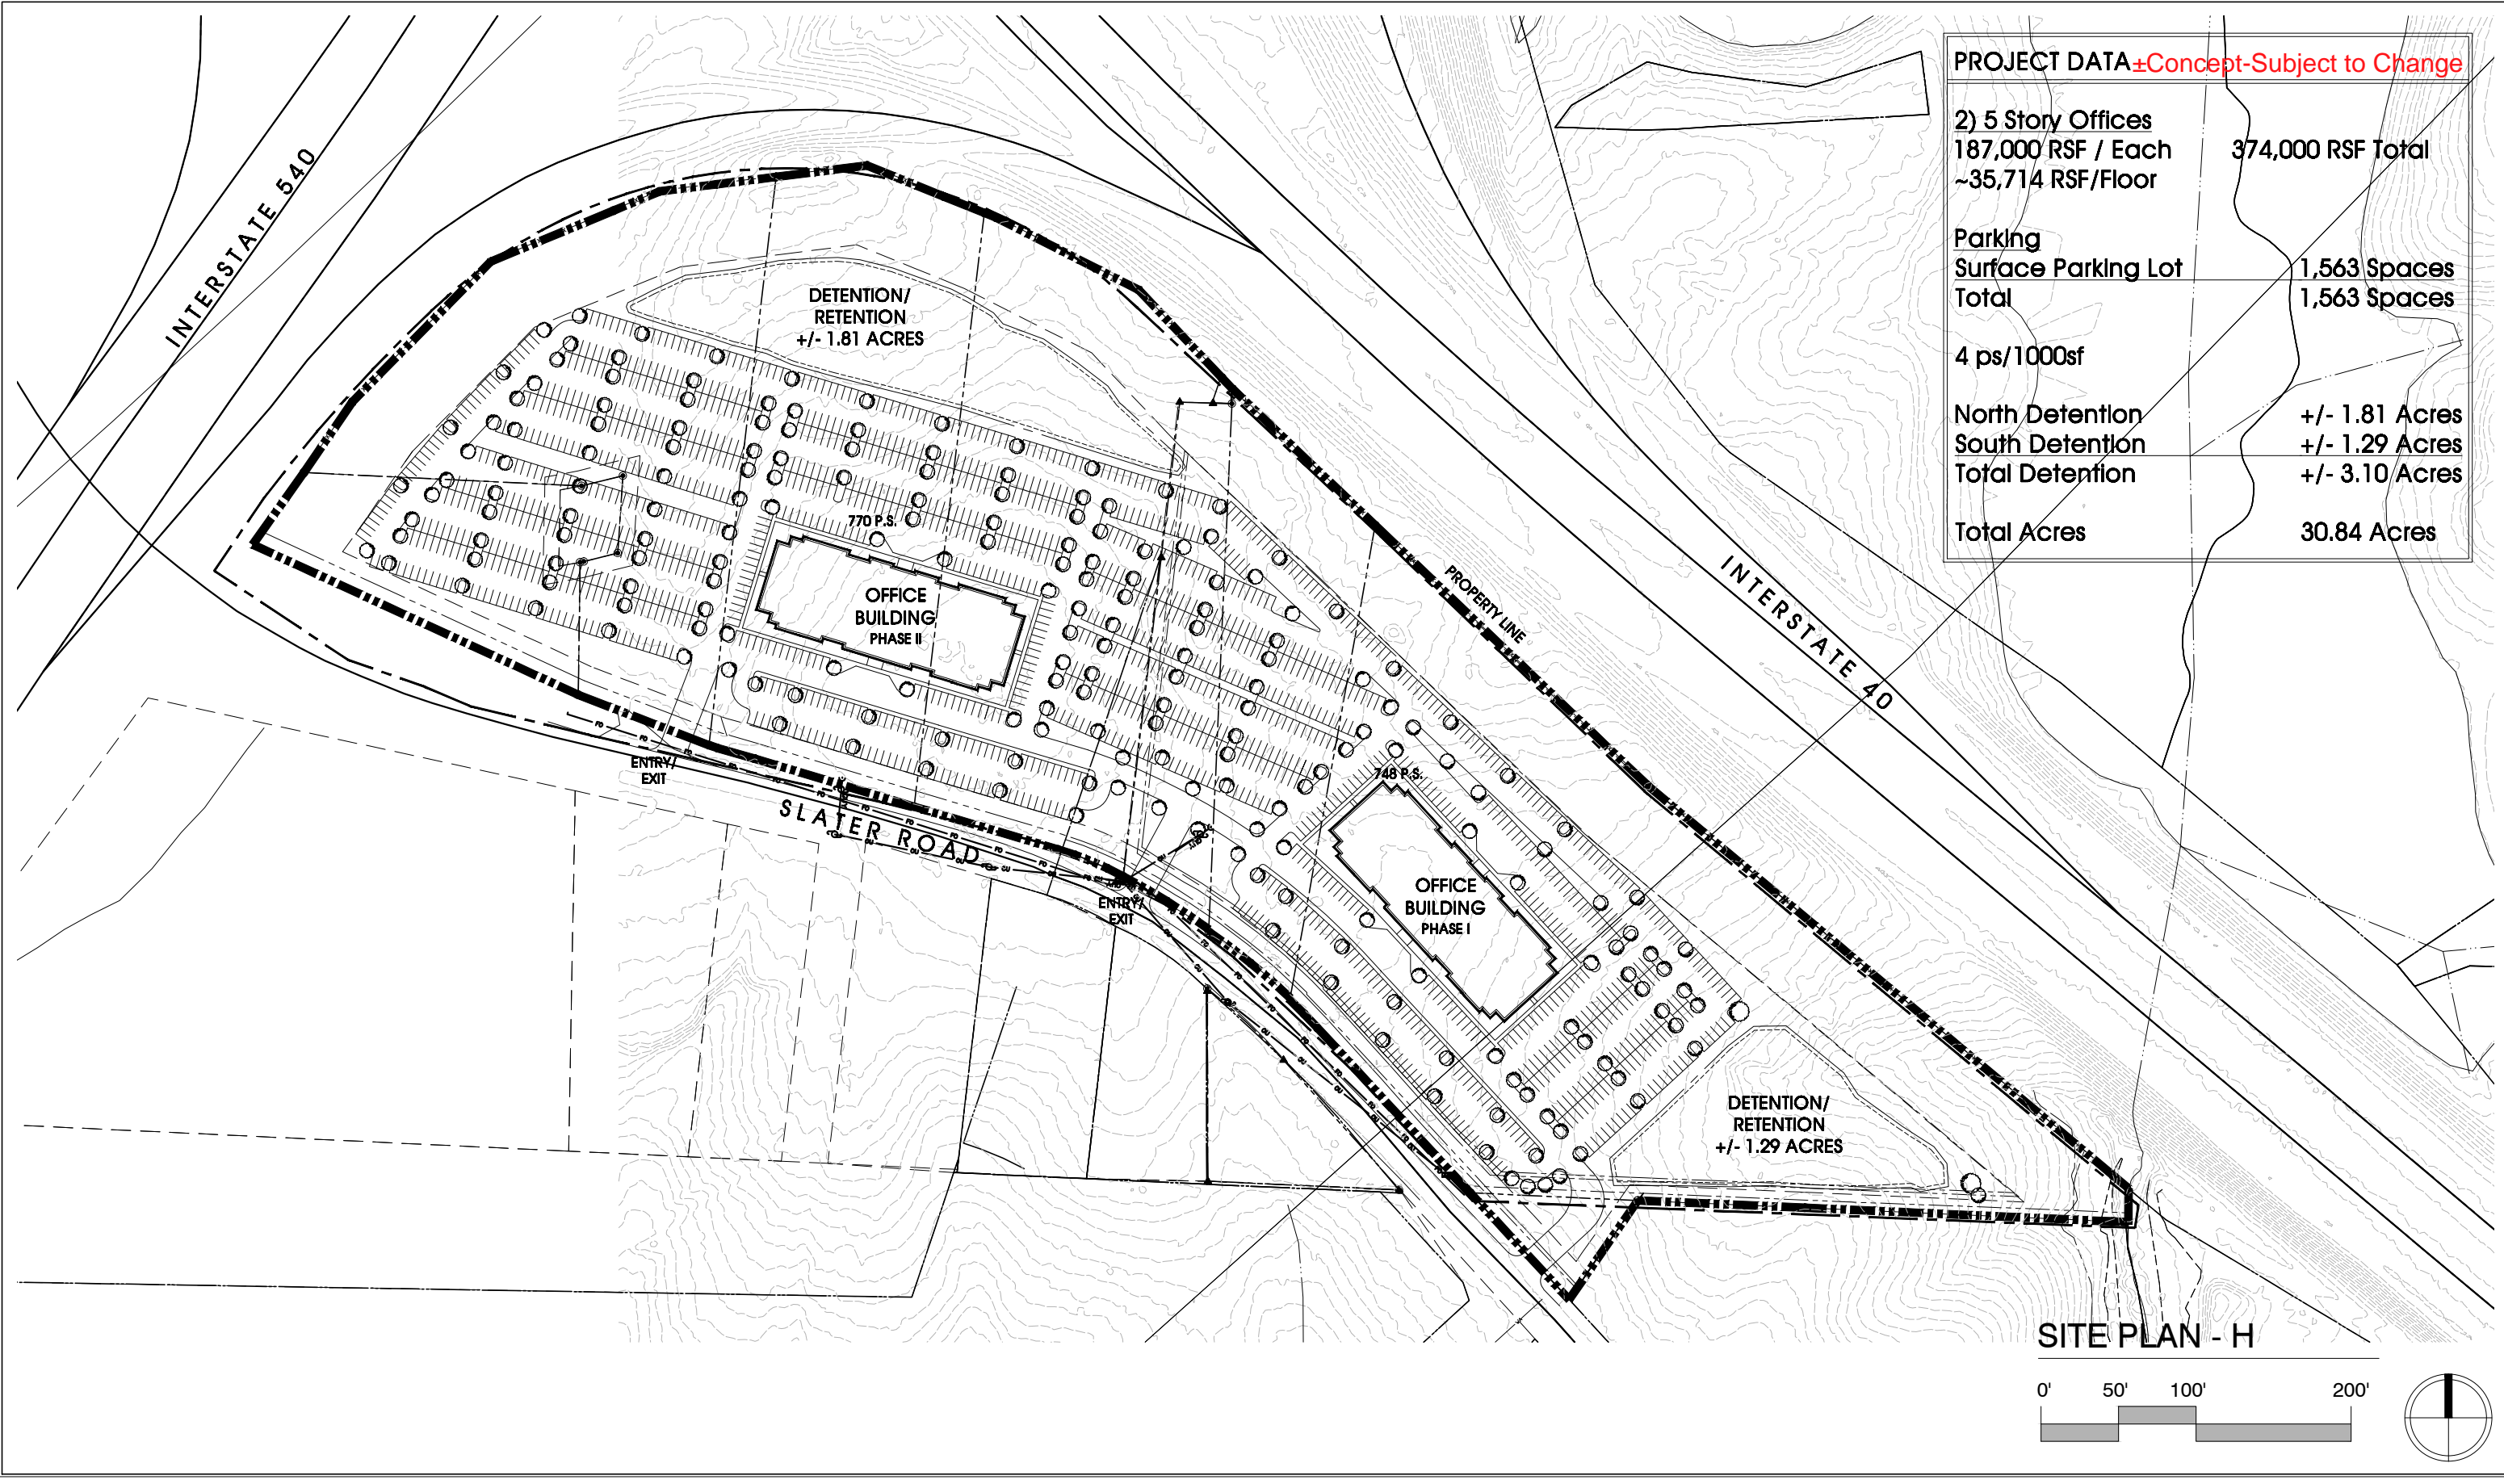 PROJECT DATA ±Concept-Subject to Change
2) 5 Story Offices
187,000 RSF / Each 374,000 RSF Total
~35,714 RSF/Floor
Parking
Surface Parking Lot 1,563 Spaces
Total 1,563 Spaces
4 ps/1000sf
North Detention +/- 1.81 Acres
South Detention +/- 1.29 Acres
Total Detention +/- 3.10 Acres
Total Acres 30.84 Acres
INTERSTATE 540
DETENTION/
RETENTION
+/- 1.81 ACRES
770 P.S.
OFFICE
BUILDING
PHASE II
PROPERTY LINE
INTERSTATE 40
ENTRY/
EXIT
SLATER ROAD
748 P.S.
ENTRY/
EXIT
OFFICE
BUILDING
PHASE I
DETENTION/
RETENTION
+/- 1.29 ACRES
SITE PLAN - H
0' 50' 100' 200'